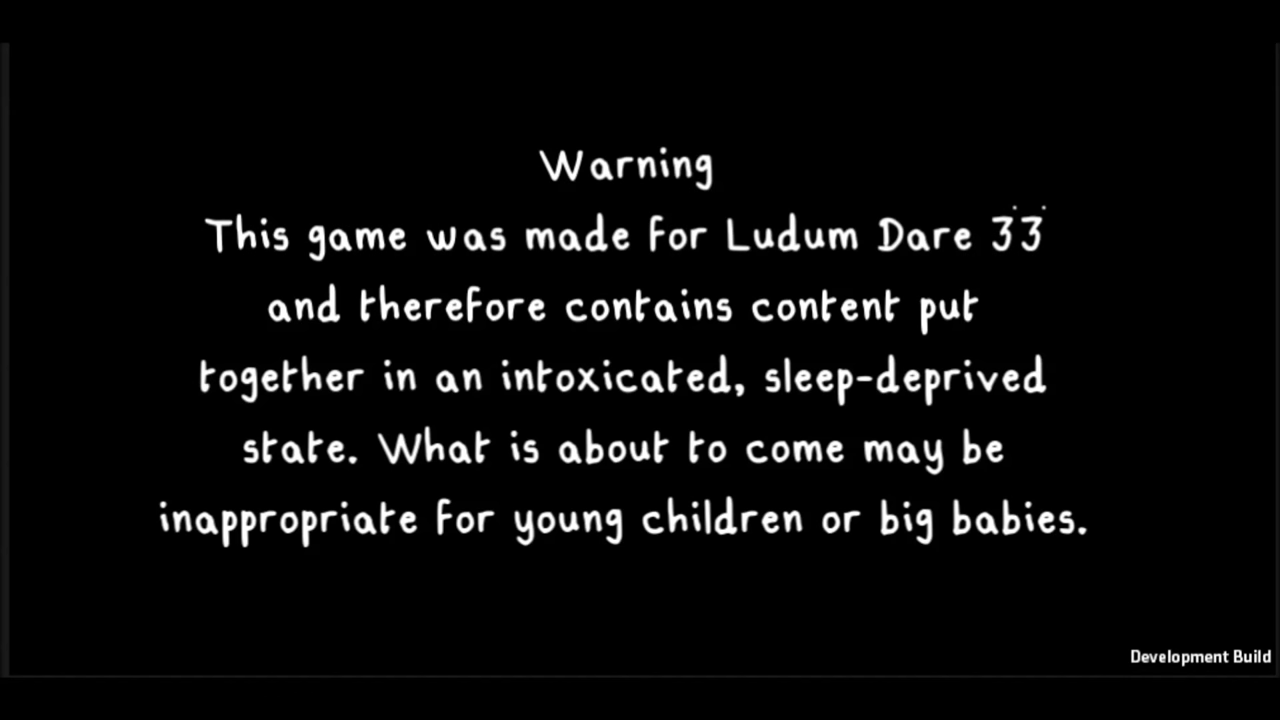 Warning
This game was made for Ludum Dare 33
and therefore contains content put
together in an intoxicated, sleep-deprived
state. What is about to come may be
inappropriate for young children or big babies.
Development Build